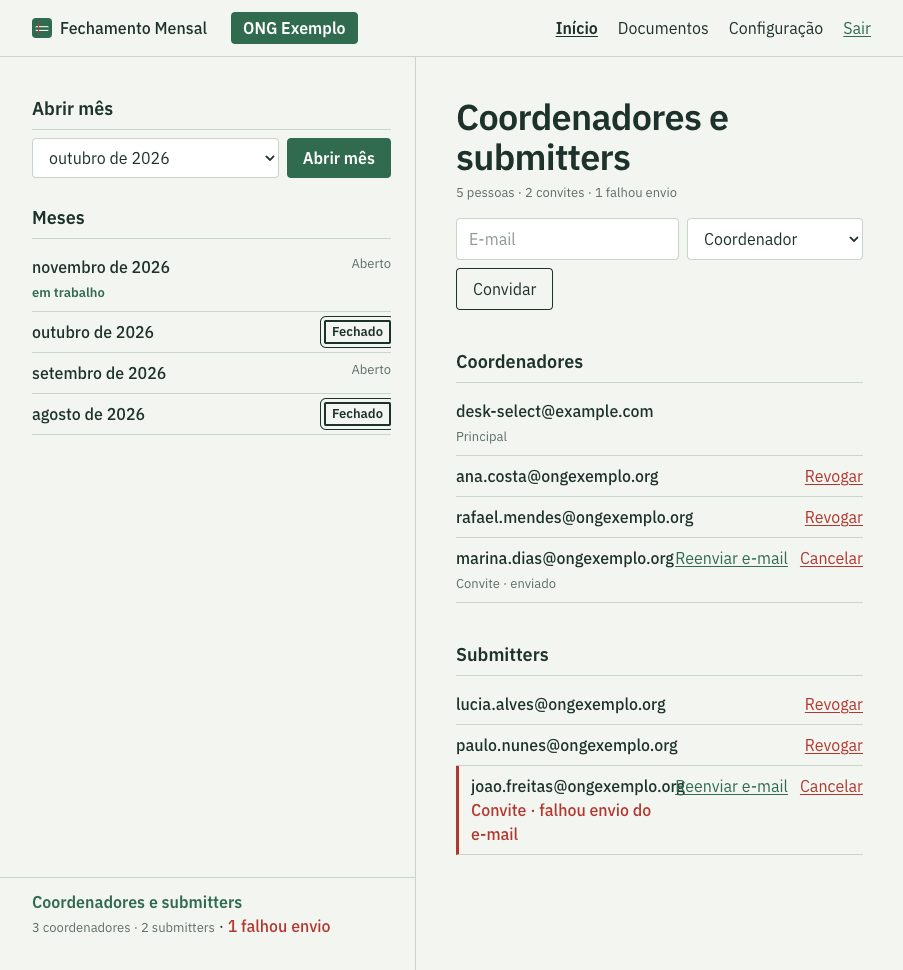 Fechamento Mensal
ONG Exemplo
Início
Documentos
Configuração
Sair
Abrir mês
outubro de 2026
Abrir mês
Meses
novembro de 2026
Aberto
em trabalho
outubro de 2026
Fechado
setembro de 2026
Aberto
agosto de 2026
Fechado
Coordenadores e submitters
3 coordenadores · 2 submitters · 1 falhou envio
Coordenadores e
submitters
5 pessoas · 2 convites · 1 falhou envio
E-mail
Coordenador
Convidar
Coordenadores
desk-select@example.com
Principal
ana.costa@ongexemplo.org
Revogar
rafael.mendes@ongexemplo.org
Revogar
marina.dias@ongexemplo.org
Reenviar e-mail
Cancelar
Convite · enviado
Submitters
lucia.alves@ongexemplo.org
Revogar
paulo.nunes@ongexemplo.org
Revogar
joao.freitas@ongexemplo.org
Reenviar e-mail
Cancelar
Convite · falhou envio do
e-mail